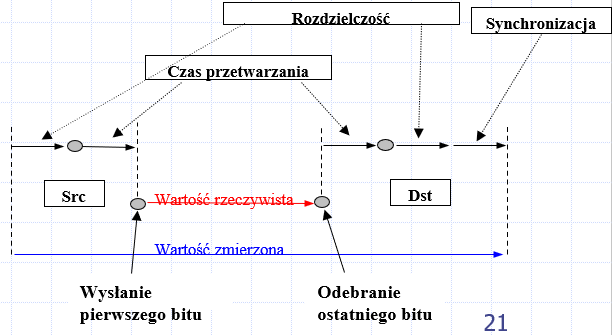 Rozdzielczość
Synchronizacja
Czas przetwarzania
Src
Wartość rzeczywista
Dst
Wartość zmierzona
Wysłanie
pierwszego bitu
Odebranie
ostatniego bitu
21